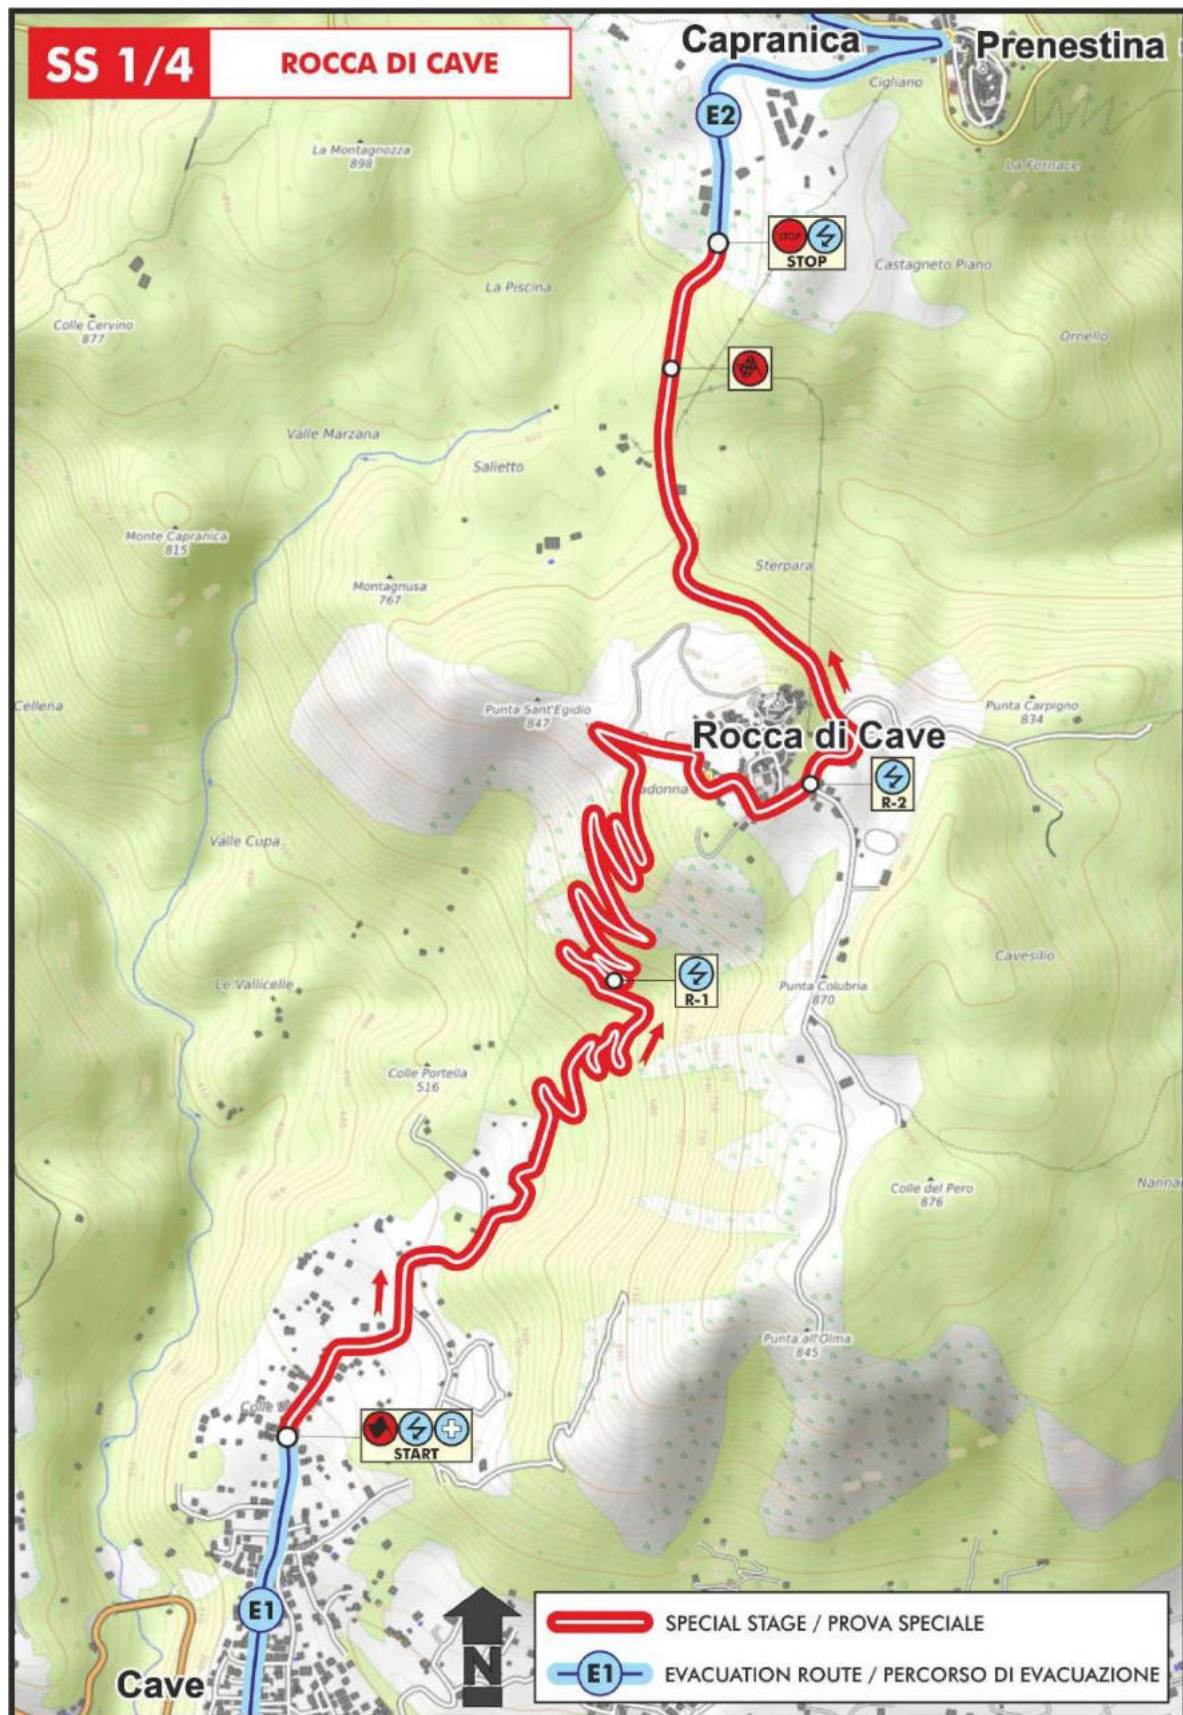 SS 1/4
ROCCA DI CAVE
Capranica
Prenestina
Cigliano
E2
La Montagnozza
898
La Fornace
STOP
STOP
Castagneto Piano
La Piscina
Colle Cervino
877
Ornello
Valle Marzana
Salietto
Monte Capranica
815
Sterpara
Montagnusa
767
Cellena
Punta Sant'Egidio
847
Punta Carpigno
834
Rocca di Cave
R-2
adonna
Valle Cupa
Cavesilio
Le Vallicelle
Punta Colubria
870
R-1
Colle Portella
516
Colle del Pero
876
Punta all'Olma
845
START
E1
Cave
N
SPECIAL STAGE / PROVA SPECIALE
E1
EVACUATION ROUTE / PERCORSO DI EVACUAZIONE